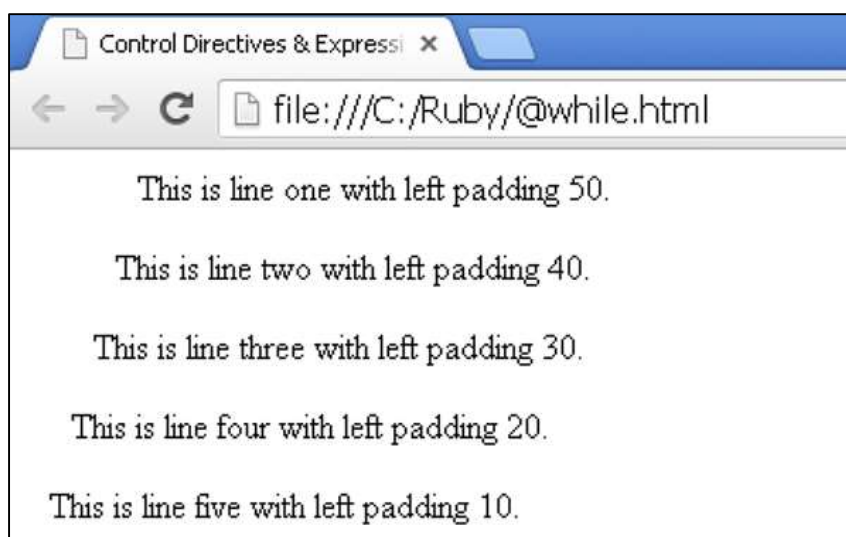 Control Directives & Expressi
file:///C:/Ruby/@while.html
This is line one with left padding 50.
This is line two with left padding 40.
This is line three with left padding 30.
This is line four with left padding 20.
This is line five with left padding 10.